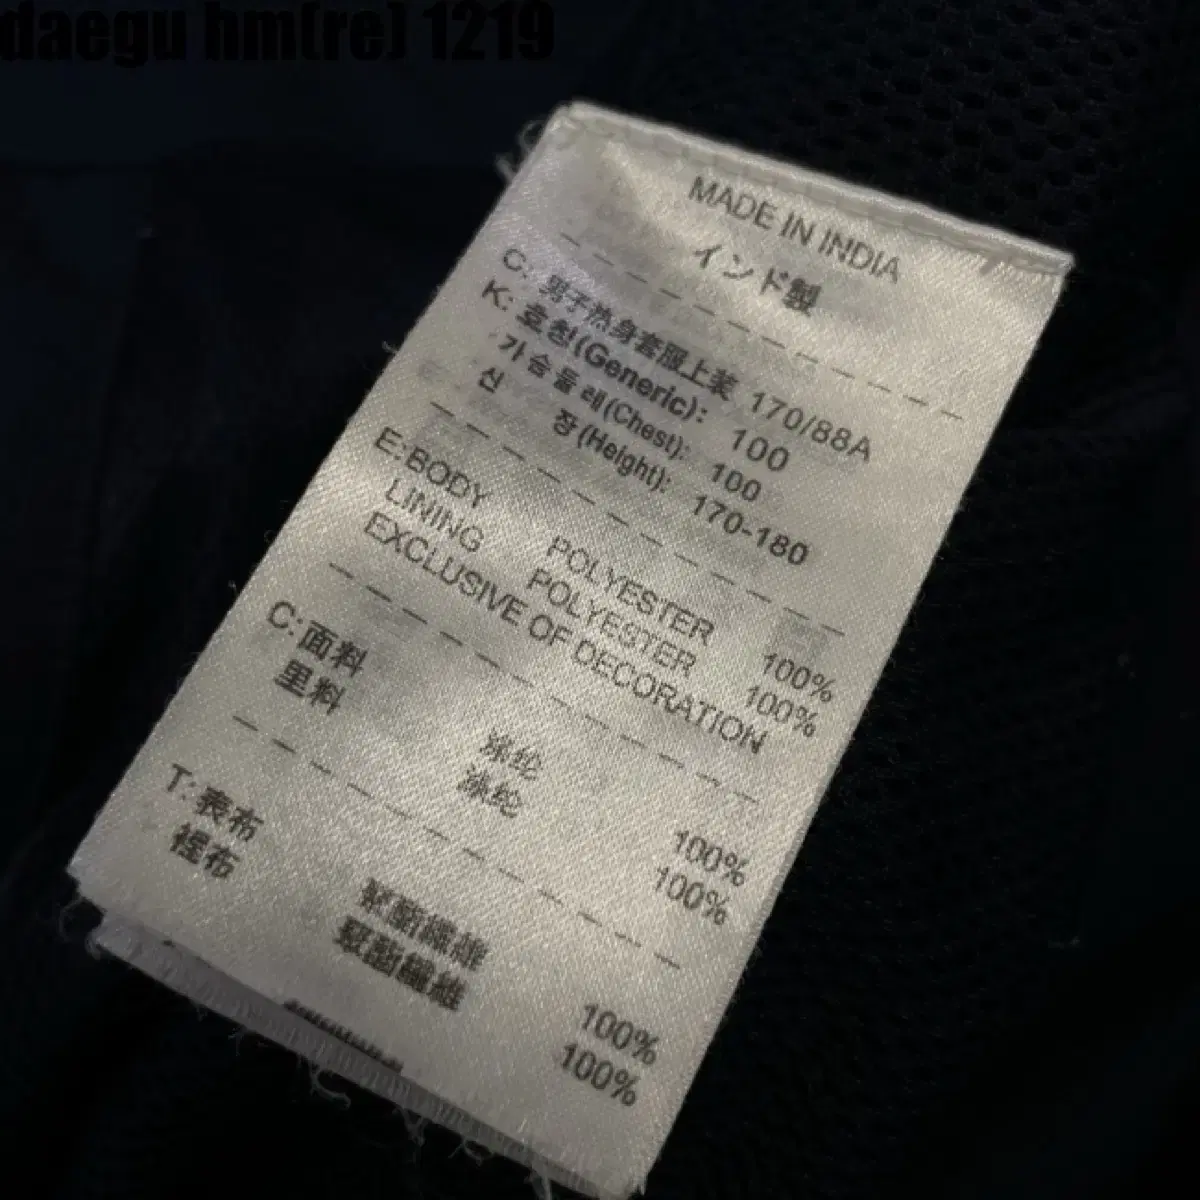 daegu hm(re) 1219
MADE IN INDIA
インド製
C: 男子热身套服上装 170/88A
K: 호칭(Generic): 100
가슴둘레(Chest): 100
신 장(Height): 170-180
E:BODY POLYESTER 100%
LINING POLYESTER 100%
EXCLUSIVE OF DECORATION
C:面料 涤纶 100%
里料 涤纶 100%
T:表布 聚酯纖維 100%
裡布 聚酯纖維 100%